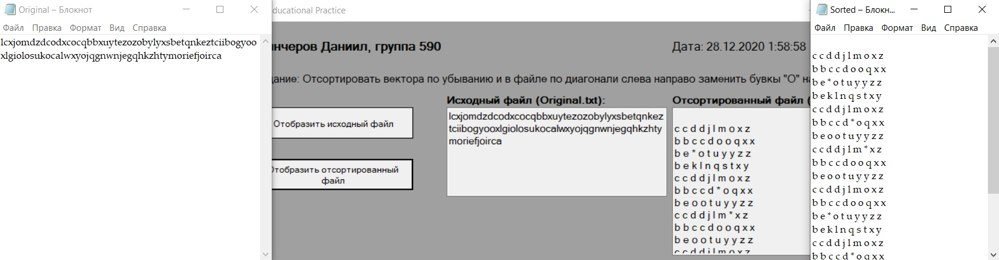 Original – Блокнот
Файл Правка Формат Вид Справка
lcxjomdzdcodxcocqbbxuytezozobylyxsbetqnkeztciibogyoo
xlgiolosukocalwxyojqgnwnjegqhkzhtymoriefjoirca
ducational Practice
нчеров Даниил, группа 590
Дата: 28.12.2020 1:58:58
дание: Отсортировать вектора по убыванию и в файле по диагонали слева направо заменить бувкы "О" на
Отобразить исходный файл
Отобразить отсортированный
файл
Исходный файл (Original.txt):
lcxjomdzdcodxcocqbbxuytezozobylyxsbetqnkez
tciibogyooxlgiolosukocalwxyojqgnwnjegqhkzhty
moriefjoirca
Отсортированный файл (
c c d d j l m o x z
b b c c d o o q x x
b e * o t u y y z z
b e k l n q s t x y
c c d d j l m o x z
b b c c d * o q x x
b e o o t u y y z z
c c d d j l m * x z
b b c c d o o q x x
b e o o t u y y z z
c c d d j l m o x z
Sorted – Блокн...
Файл Правка Формат Вид Справка
c c d d j l m o x z
b b c c d o o q x x
b e * o t u y y z z
b e k l n q s t x y
c c d d j l m o x z
b b c c d * o q x x
b e o o t u y y z z
c c d d j l m * x z
b b c c d o o q x x
b e o o t u y y z z
c c d d j l m o x z
b b c c d o o q x x
b e * o t u y y z z
b e k l n q s t x y
c c d d j l m o x z
b b c c d * o q x x